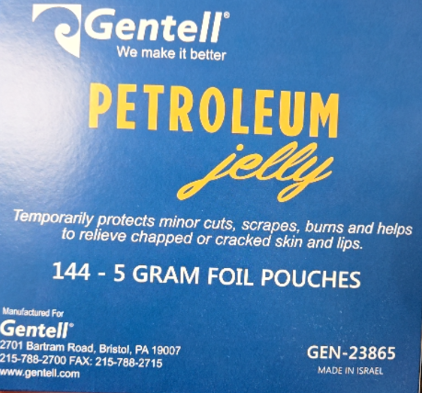 Gentell®
We make it better
PETROLEUM
jelly
Temporarily protects minor cuts, scrapes, burns and helps
to relieve chapped or cracked skin and lips.
144 - 5 GRAM FOIL POUCHES
Manufactured For
Gentell®
2701 Bartram Road, Bristol, PA 19007
215-788-2700 FAX: 215-788-2715
www.gentell.com
GEN-23865
MADE IN ISRAEL